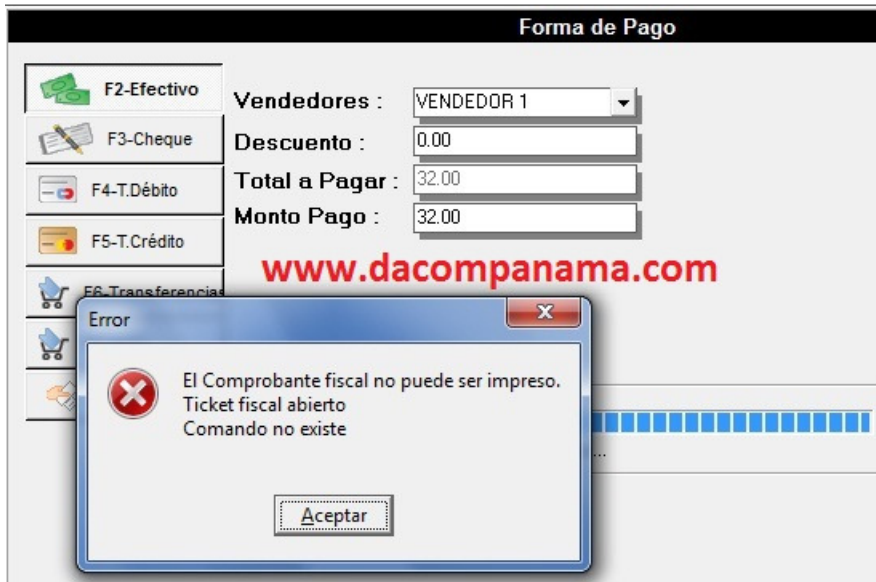 Forma de Pago
F2-Efectivo
F3-Cheque
F4-T.Débito
F5-T.Crédito
F6-Transferencias
Vendedores :
VENDEDOR 1
Descuento :
0.00
Total a Pagar :
32.00
Monto Pago :
32.00
www.dacompanama.com
Error
El Comprobante fiscal no puede ser impreso.
Ticket fiscal abierto
Comando no existe
Aceptar
...